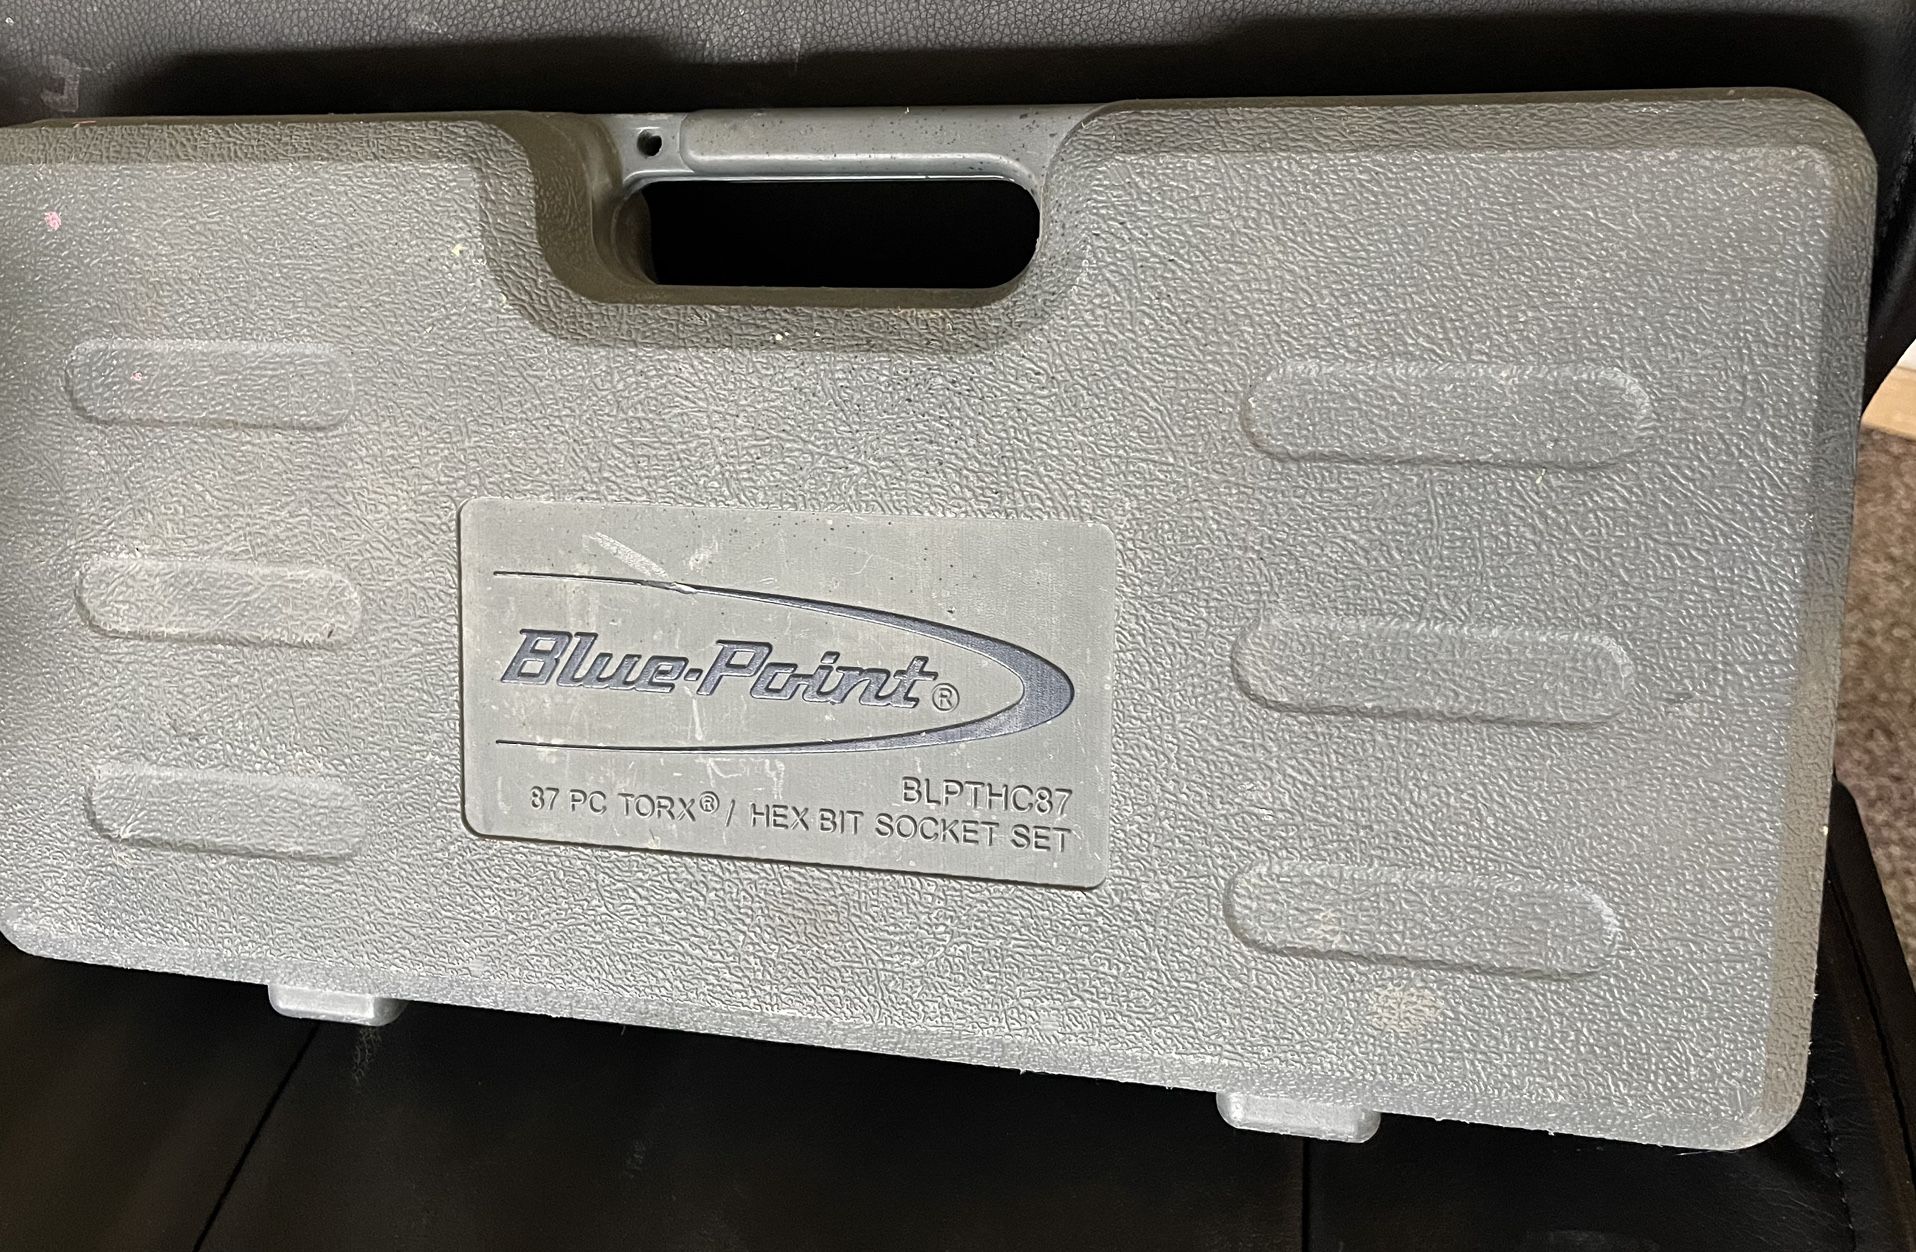 Blue-Point®
BLPTHC87
87 PC TORX® / HEX BIT SOCKET SET